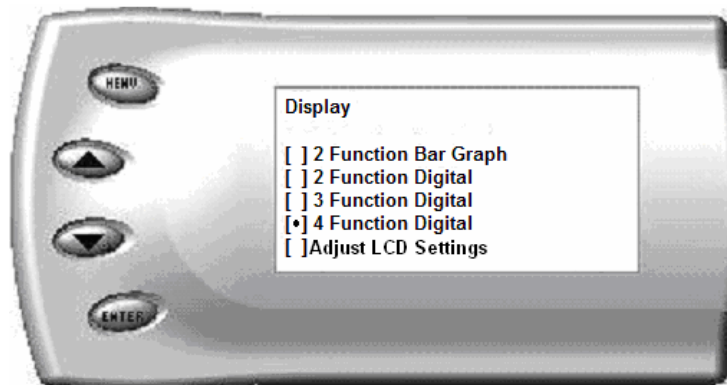 MENU
Display
[ ] 2 Function Bar Graph
[ ] 2 Function Digital
[ ] 3 Function Digital
[♦] 4 Function Digital
[ ]Adjust LCD Settings
ENTER